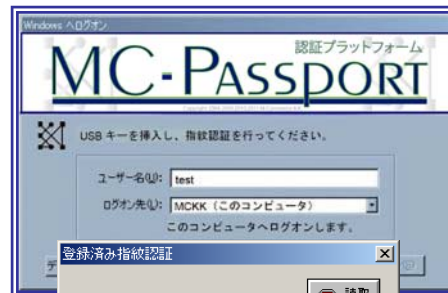 Windows へログオン
認証プラットフォーム
MC-PASSPORT
USB キーを挿入し、指紋認証を行ってください。
ユーザー名(U): test
ログオン先(L): MCKK (このコンピュータ)
このコンピュータへログオンします。
登録済み指紋認証
読取